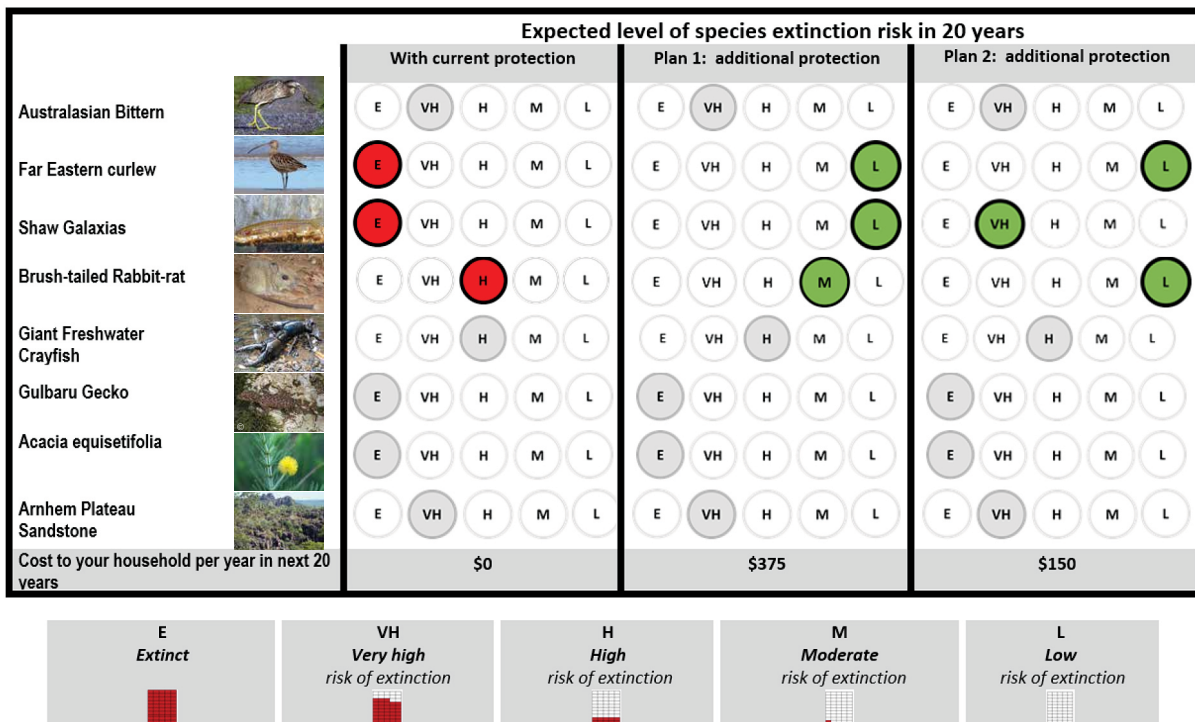 Expected level of species extinction risk in 20 years
With current protection Plan 1: additional protection Plan 2: additional protection
Australasian Bittern E VH H M L E VH H M L E VH H M L
Far Eastern curlew E VH H M L E VH H M L E VH H M L
Shaw Galaxias E VH H M L E VH H M L E VH H M L
Brush-tailed Rabbit-rat E VH H M L E VH H M L E VH H M L
Giant Freshwater
Crayfish E VH H M L E VH H M L E VH H M L
Gulbaru Gecko E VH H M L E VH H M L E VH H M L
©
Acacia equisetifolia E VH H M L E VH H M L E VH H M L
Arnhem Plateau
Sandstone E VH H M L E VH H M L E VH H M L
Cost to your household per year in next 20
years $0 $375 $150
E VH H M L
Extinct Very high High Moderate Low
risk of extinction risk of extinction risk of extinction risk of extinction